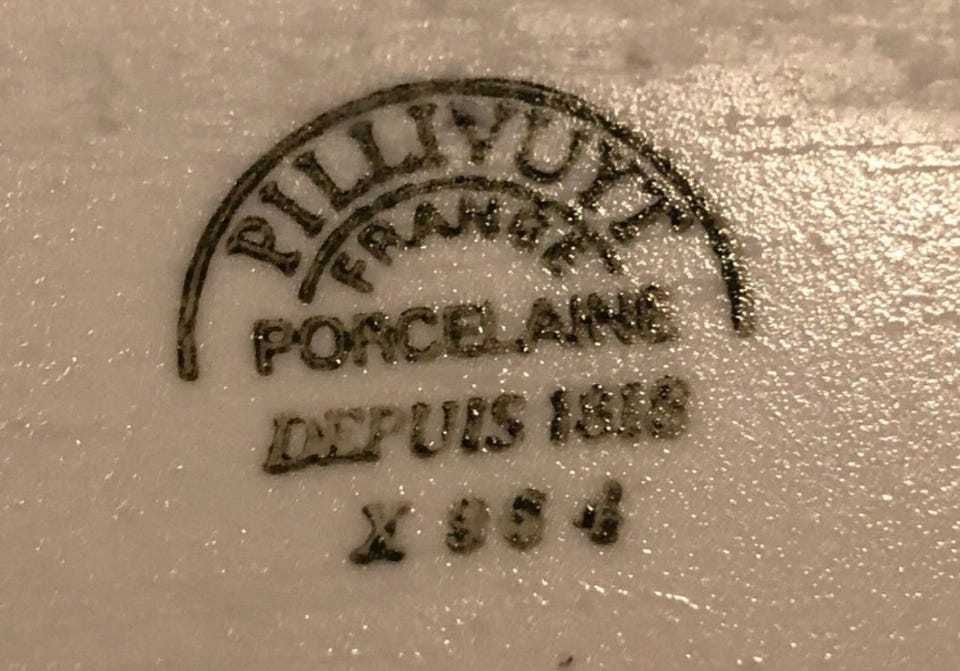 PILLIVUYT
FRANCE
PORCELAINE
DEPUIS 1818
X 954